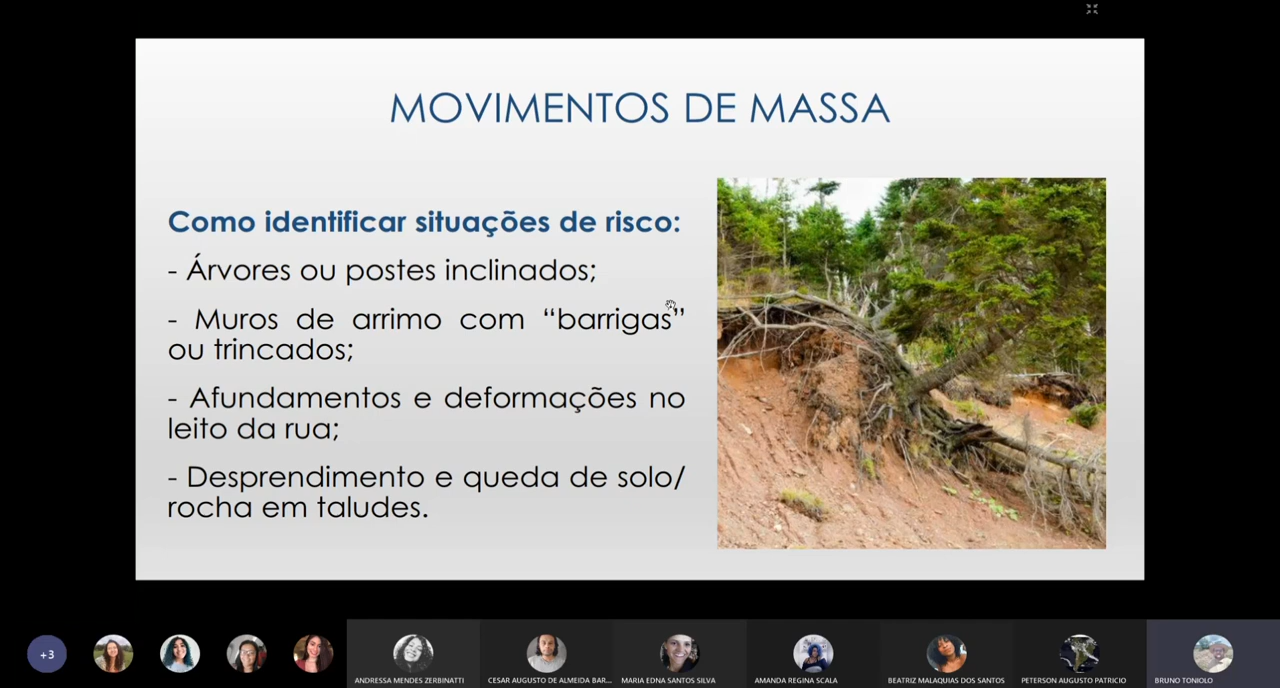 MOVIMENTOS DE MASSA
Como identificar situações de risco:
- Árvores ou postes inclinados;
- Muros de arrimo com “barrigas”
ou trincados;
- Afundamentos e deformações no
leito da rua;
- Desprendimento e queda de solo/
rocha em taludes.
+3
ANDRESSA MENDES ZERBINATTI
CESAR AUGUSTO DE ALMEIDA BAR...
MARIA EDNA SANTOS SILVA
AMANDA REGINA SCALA
BEATRIZ MALAQUIAS DOS SANTOS
PETERSON AUGUSTO PATRICIO
BRUNO TONIOLO